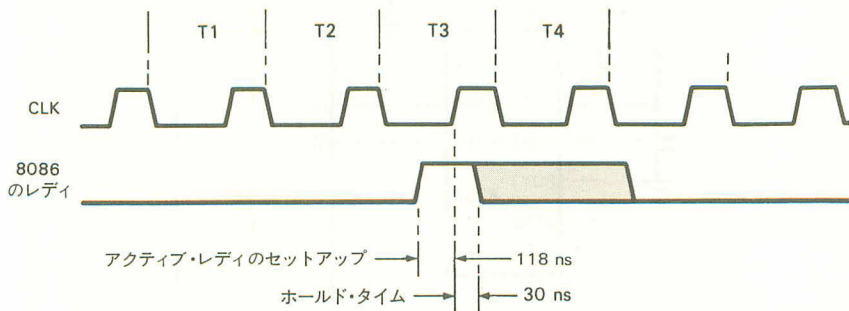 T1 T2 T3 T4
CLK
8086
のレディ
アクティブ・レディのセットアップ 118 ns
ホールド・タイム 30 ns